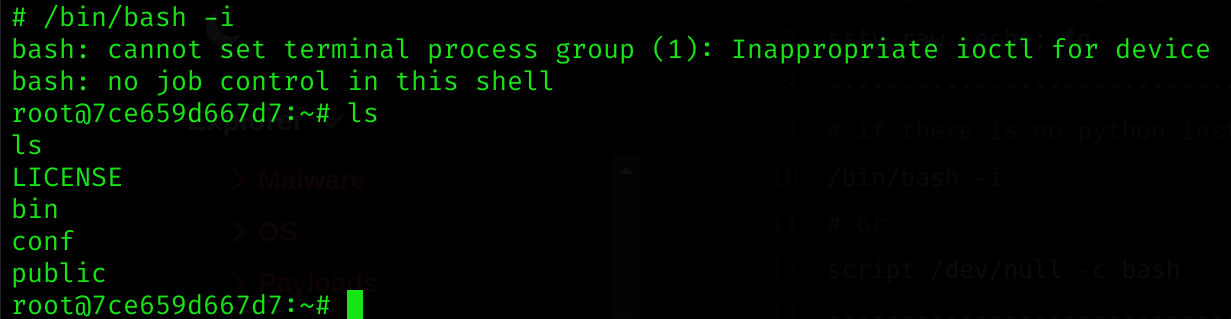 # /bin/bash -i
bash: cannot set terminal process group (1): Inappropriate ioctl for device
bash: no job control in this shell
root@7ce659d667d7:~# ls
ls
LICENSE
bin
conf
public
root@7ce659d667d7:~#
Explorer
> Malware
> OS
> Payloads
8 ----------------------------
9 # if there is no python ins
10 /bin/bash -i
11 # or
12 script /dev/null -c bash